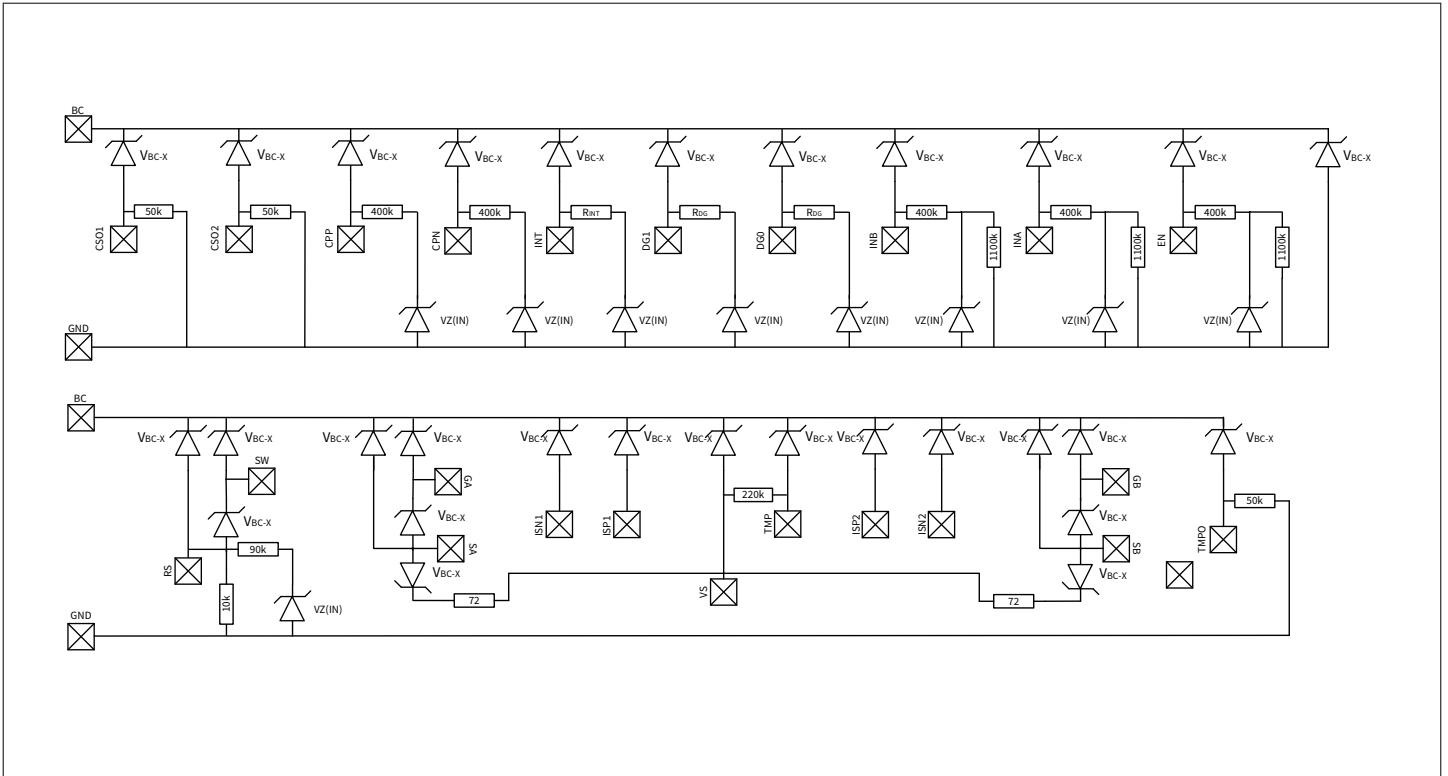 BC
VBC-X VBC-X VBC-X VBC-X VBC-X VBC-X VBC-X VBC-X VBC-X VBC-X VBC-X
50k 50k 400k 400k RINT RDG RDG 400k 400k 400k
CSO1 CSO2 CPP CPN INT DG1 DG0 INB 1100k INA 1100k EN 1100k
VZ(IN) VZ(IN) VZ(IN) VZ(IN) VZ(IN) VZ(IN) VZ(IN) VZ(IN)
GND
BC
VBC-X VBC-X VBC-X VBC-X VBC-X VBC-X VBC-X VBC-X VBC-X VBC-X VBC-X VBC-X VBC-X
SW GA GB
220k 50k
VBC-X VBC-X ISN1 ISP1 TMP ISP2 ISN2 VBC-X TMPO
90k SA SB
RS VBC-X VS VBC-X
10k VZ(IN) 72 72
GND